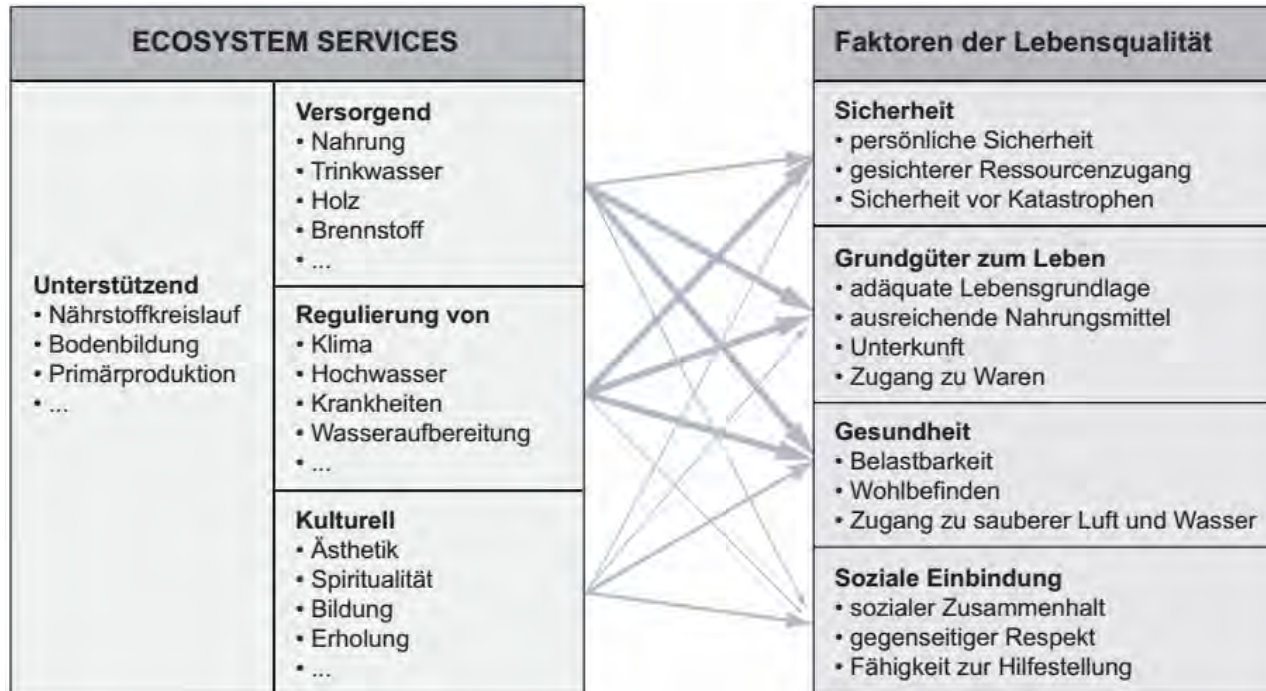 ECOSYSTEM SERVICES
Unterstützend
• Nährstoffkreislauf
• Bodenbildung
• Primärproduktion
• ...
Versorgend
• Nahrung
• Trinkwasser
• Holz
• Brennstoff
• ...
Regulierung von
• Klima
• Hochwasser
• Krankheiten
• Wasseraufbereitung
• ...
Kulturell
• Ästhetik
• Spiritualität
• Bildung
• Erholung
• ...
Faktoren der Lebensqualität
Sicherheit
• persönliche Sicherheit
• gesichterer Ressourcenzugang
• Sicherheit vor Katastrophen
Grundgüter zum Leben
• adäquate Lebensgrundlage
• ausreichende Nahrungsmittel
• Unterkunft
• Zugang zu Waren
Gesundheit
• Belastbarkeit
• Wohlbefinden
• Zugang zu sauberer Luft und Wasser
Soziale Einbindung
• sozialer Zusammenhalt
• gegenseitiger Respekt
• Fähigkeit zur Hilfestellung